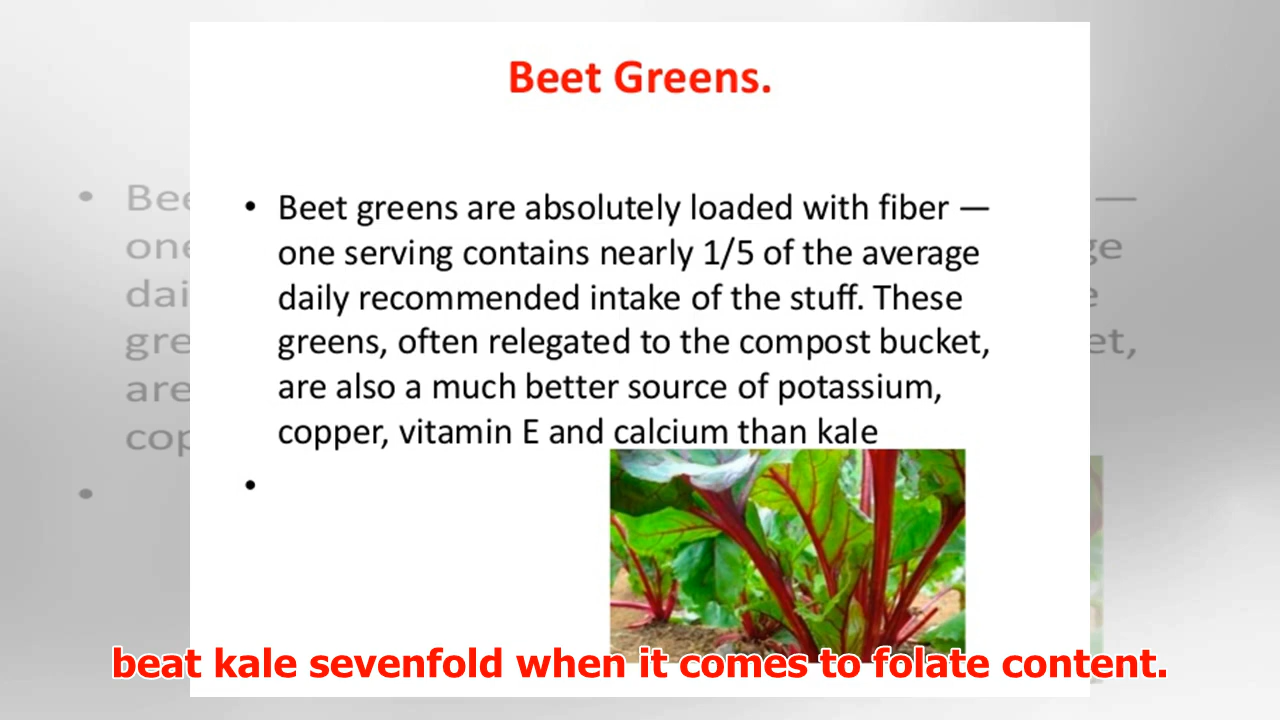 Beet Greens.
• Beet greens are absolutely loaded with fiber —
one serving contains nearly 1/5 of the average
daily recommended intake of the stuff. These
greens, often relegated to the compost bucket,
are also a much better source of potassium,
copper, vitamin E and calcium than kale
•
beat kale sevenfold when it comes to folate content.